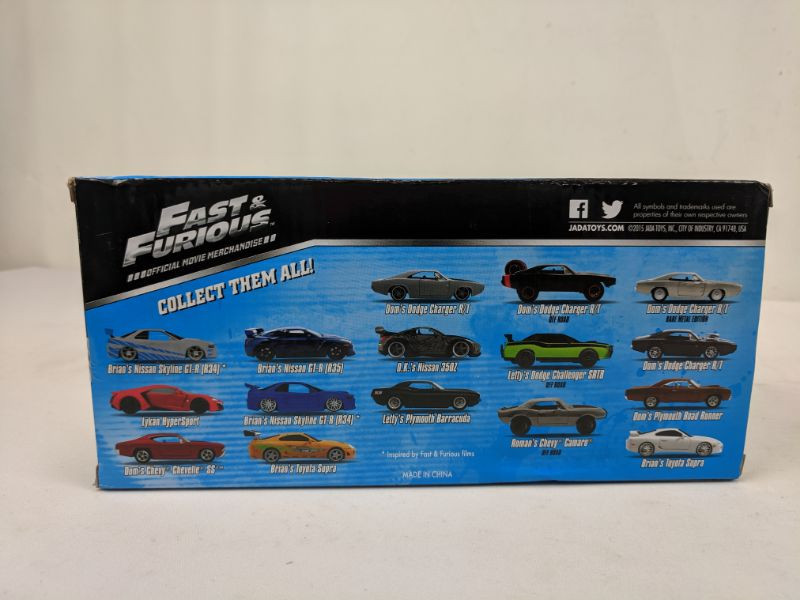 FAST &
FURIOUS
OFFICIAL MOVIE MERCHANDISE
COLLECT THEM ALL!
JADATOYS.COM
All symbols and trademarks used are
properties of their own respective owners
©2015 JADA TOYS, INC., CITY OF INDUSTRY, CA 91748, USA
Dom's Dodge Charger R/T
Dom's Dodge Charger R/T
OFF ROAD
Dom's Dodge Charger R/T
BARE METAL EDITION
Brian's Nissan Skyline GT-R (R34) *
Brian's Nissan GT-R (R35)
D.K.'s Nissan 350Z
Letty's Dodge Challenger SRT8
OFF ROAD
Dom's Dodge Charger R/T
Lykan HyperSport
Brian's Nissan Skyline GT-R (R34) *
Letty's Plymouth Barracuda
Roman's Chevy® Camaro™
OFF ROAD
Dom's Plymouth Road Runner
Dom's Chevy® Chevelle® SS™ *
Brian's Toyota Supra
Brian's Toyota Supra
* Inspired by Fast & Furious films
MADE IN CHINA